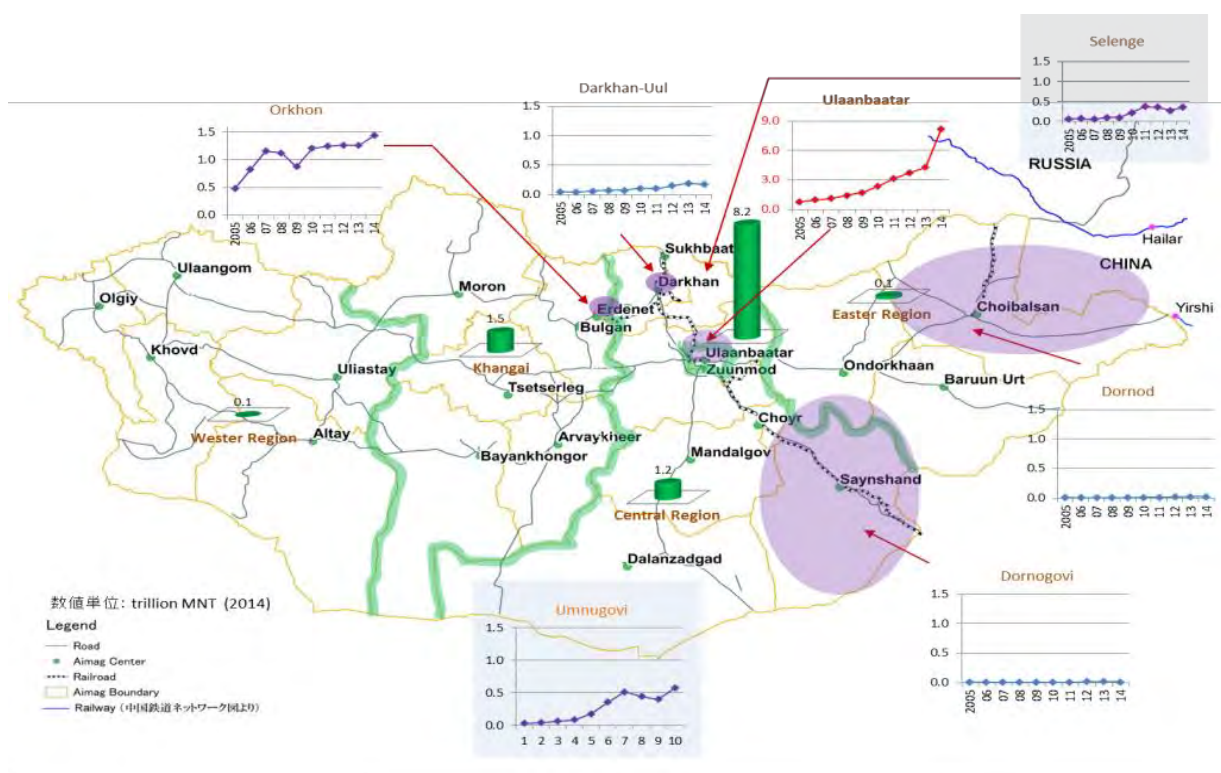 Selenge
1.5
1.0
0.5
0.0
2005
06
07
08
09
10
11
12
13
14
Darkhan-Uul
1.5
1.0
0.5
0.0
2005
06
07
08
09
10
11
12
13
14
Ulaanbaatar
9.0
6.0
3.0
0.0
2005
06
07
08
09
10
11
12
13
14
Orkhon
1.5
1.0
0.5
0.0
2005
06
07
08
09
10
11
12
13
14
RUSSIA
Hailar
CHINA
Yirshi
8.2
Sukhbaat
Darkhan
Ulaangom
Olgiy
Moron
Erdenet
Bulgan
0.1
Easter Region
Choibalsan
Khovd
1.5
Khangai
Uliastay
Tsetserleg
Ulaanbaatar
Zuunmod
Ondorkhaan
Baruun Urt
0.1
Wester Region
Altay
Bayankhongor
Arvaykheer
Choyr
Mandalgov
Saynshand
1.2
Central Region
Dalanzadgad
Dornod
1.5
1.0
0.5
0.0
2005
06
07
08
09
10
11
12
13
14
Dornogovi
1.5
1.0
0.5
0.0
2005
06
07
08
09
10
11
12
13
14
Umnugovi
1.5
1.0
0.5
0.0
1 2 3 4 5 6 7 8 9 10
数値単位: trillion MNT (2014)
Legend
Road
Aimag Center
Railroad
Aimag Boundary
Railway (中国鉄道ネットワーク図より)